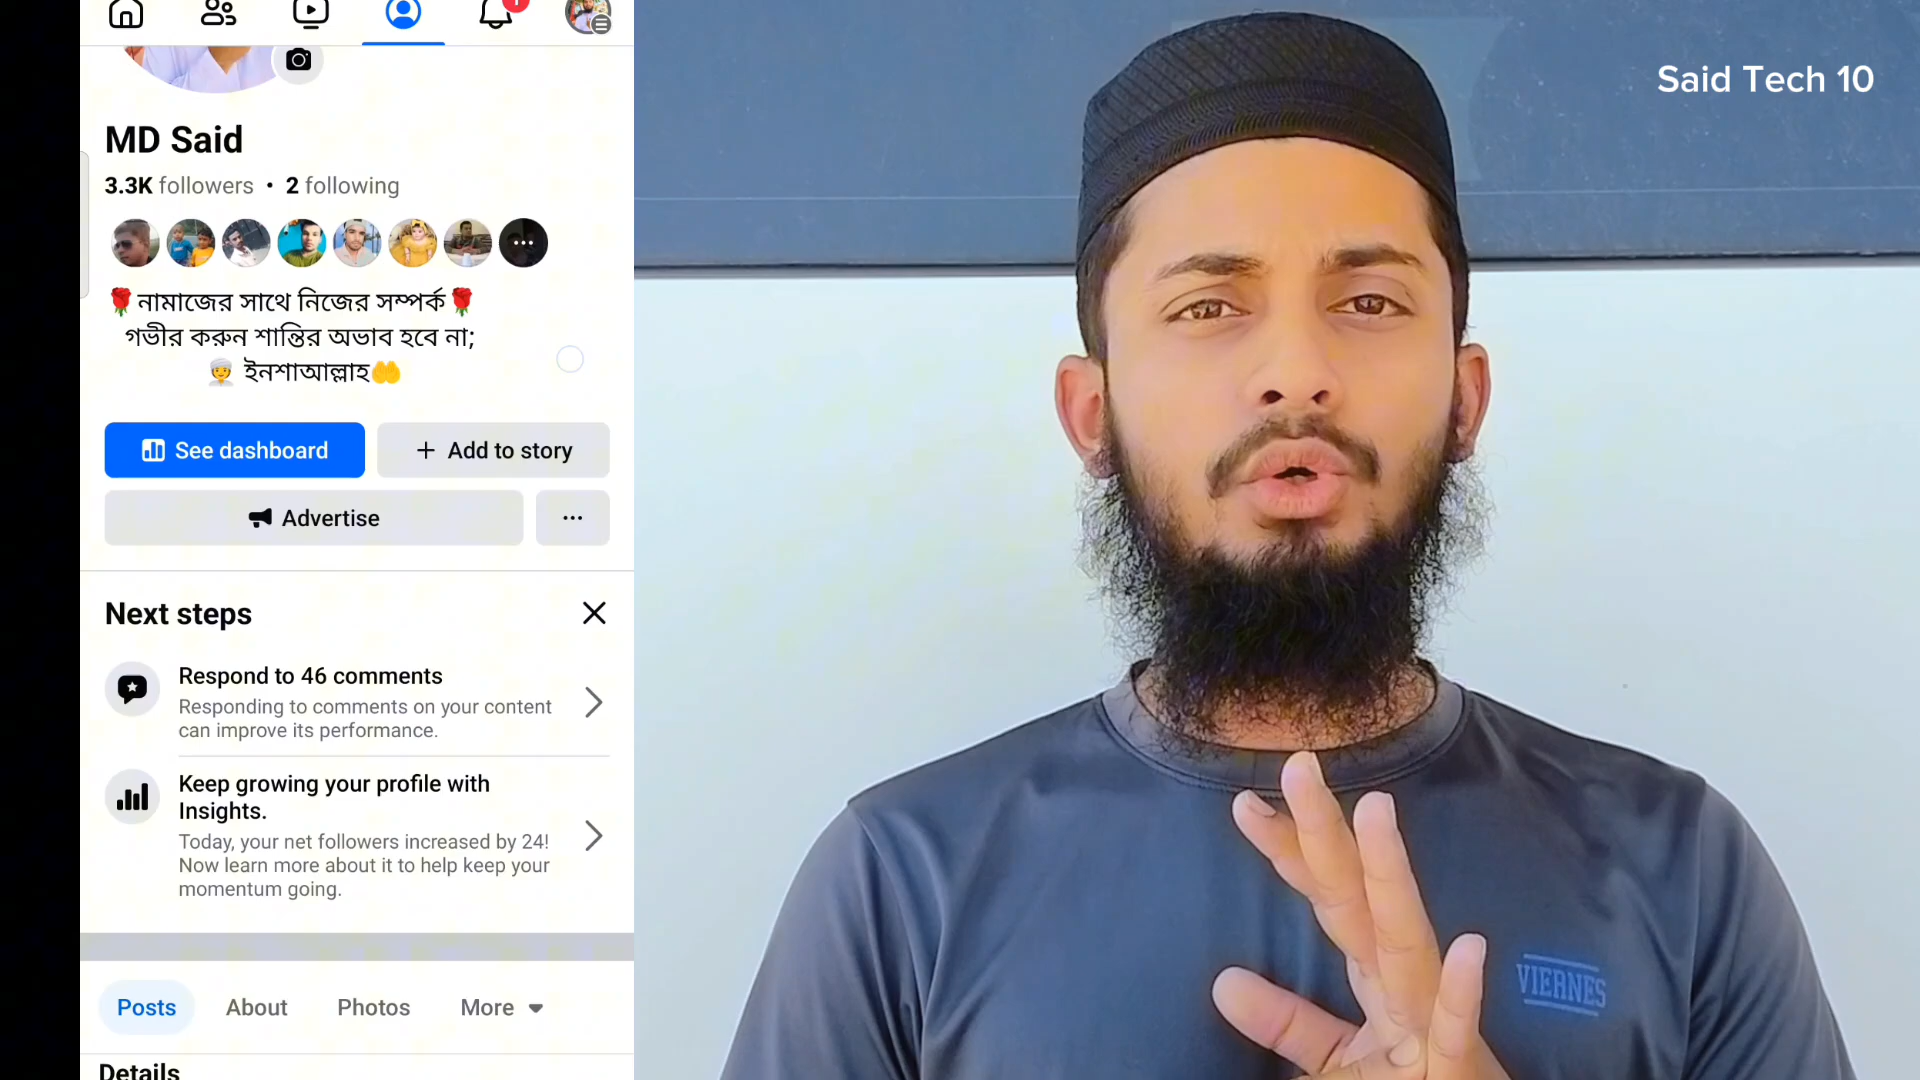 Said Tech 10
MD Said
3.3K followers • 2 following
🌹নামাজের সাথে নিজের সম্পর্ক🌹
গভীর করুন শান্তির অভাব হবে না;
👳 ইনশাআল্লাহ🤲
See dashboard
+ Add to story
Advertise
Next steps
Respond to 46 comments
Responding to comments on your content
can improve its performance.
Keep growing your profile with
Insights.
Today, your net followers increased by 24!
Now learn more about it to help keep your
momentum going.
Posts About Photos More
Details
VIERNES